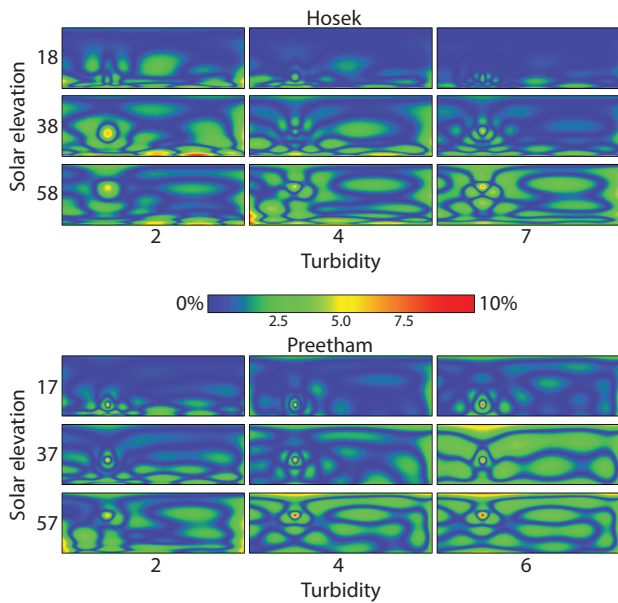 Hosek
Solar elevation
18
38
58
2 4 7
Turbidity
0% 10%
2.5 5.0 7.5
Preetham
Solar elevation
17
37
57
2 4 6
Turbidity